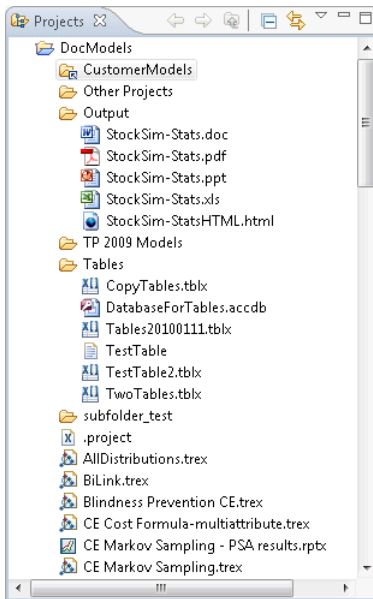 Projects
DocModels
CustomerModels
Other Projects
Output
StockSim-Stats.doc
StockSim-Stats.pdf
StockSim-Stats.ppt
StockSim-Stats.xls
StockSim-StatsHTML.html
TP 2009 Models
Tables
CopyTables.tblx
DatabaseForTables.accdb
Tables20100111.tblx
TestTable
TestTable2.tblx
TwoTables.tblx
subfolder_test
.project
AllDistributions.trex
BiLink.trex
Blindness Prevention CE.trex
CE Cost Formula-multiattribute.trex
CE Markov Sampling - PSA results.rptx
CE Markov Sampling.trex